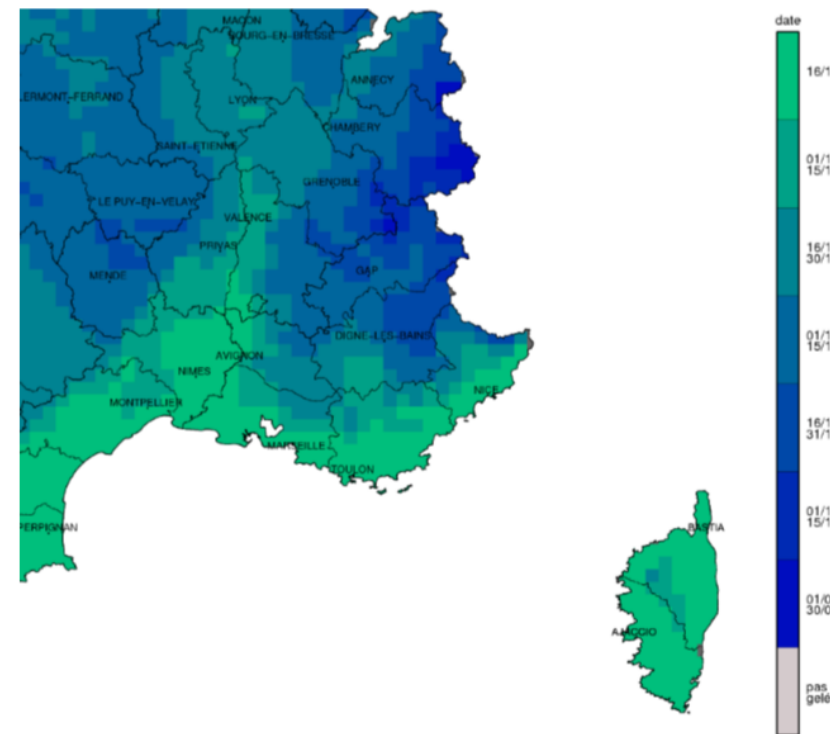 MACON
BOURG-EN-BRESSE
date
ANNECY
16/1
LERMONT-FERRAND
LYON
CHAMBERY
SAINT-ETIENNE
01/1
15/1
GRENOBLE
LE PUY-EN-VELAY
VALENCE
PRIVAS
16/1
30/1
MENDE
GAP
DIGNE-LES-BAINS
01/1
15/1
AVIGNON
NIMES
NICE
MONTPELLIER
16/1
31/1
MARSEILLE
TOULON
PERPIGNAN
BASTIA
01/1
15/1
AJACCIO
01/0
30/0
pas
gelé